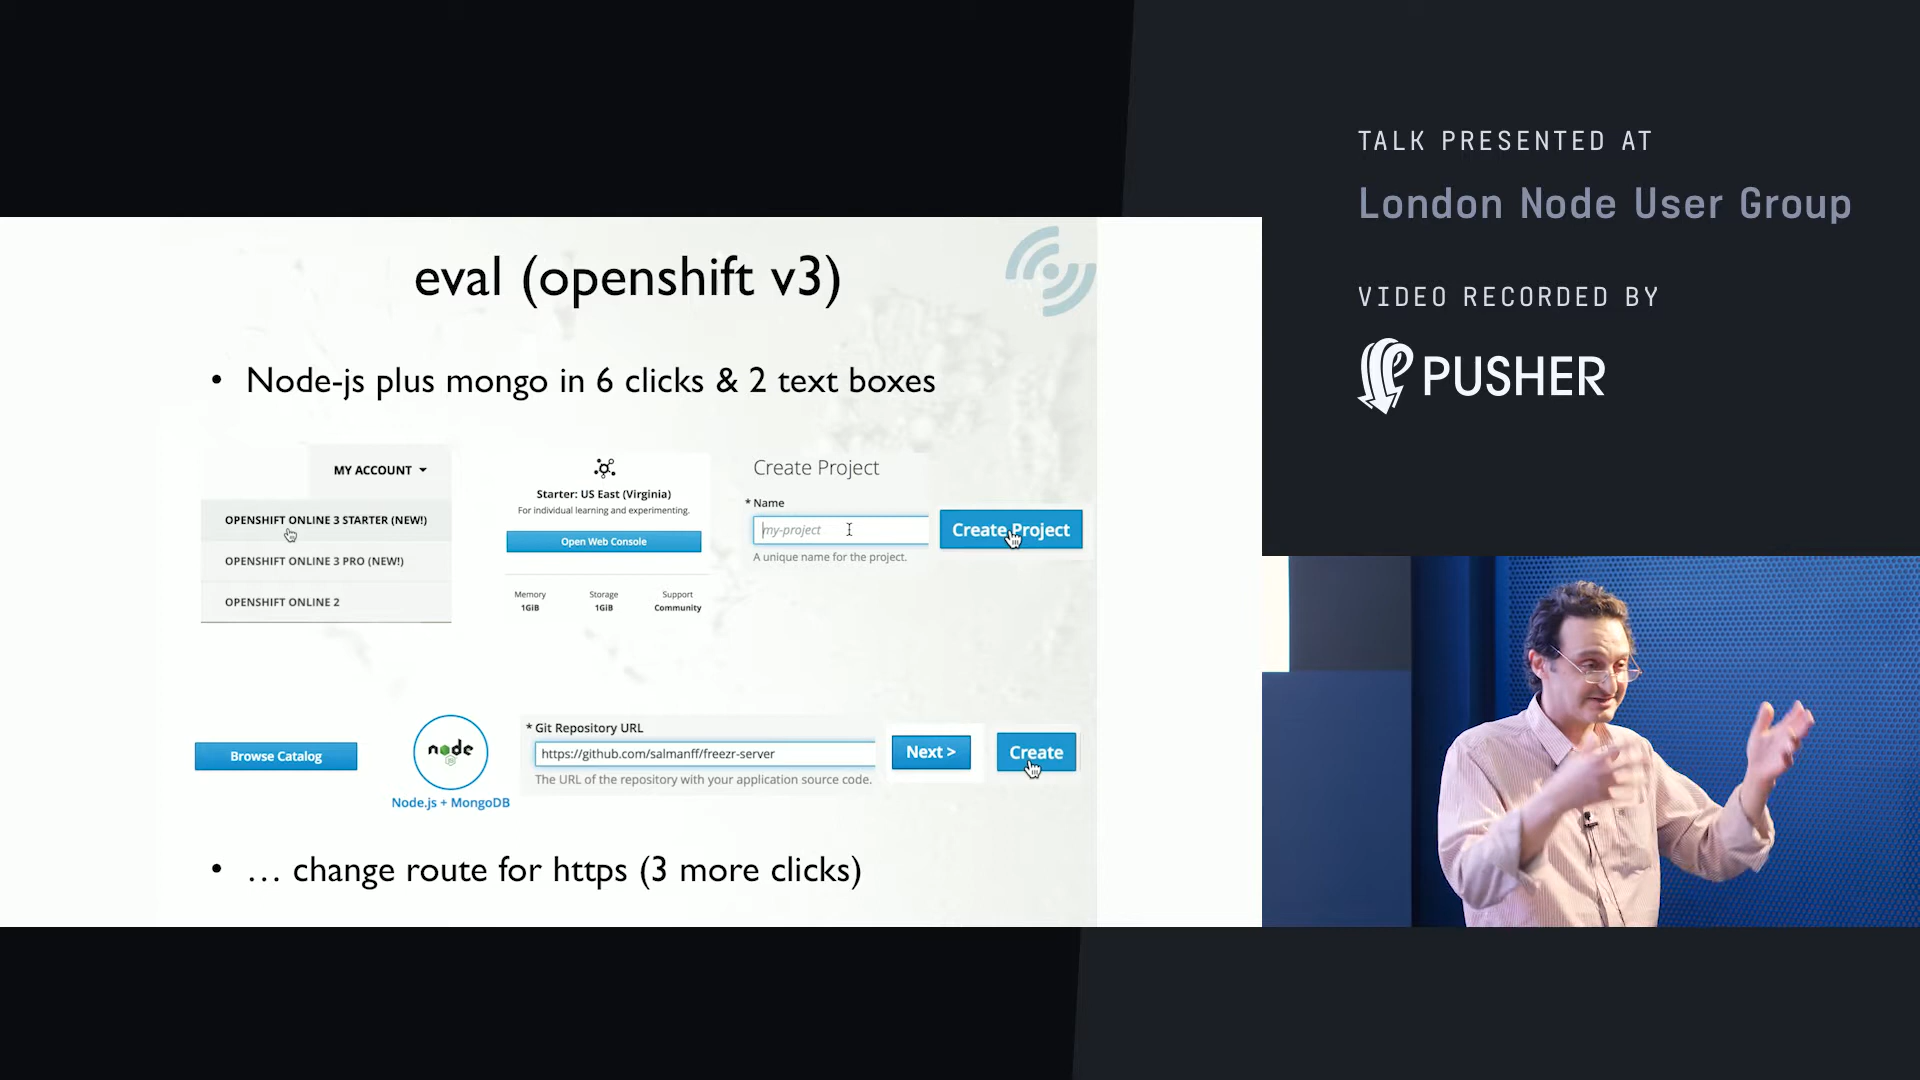 TALK PRESENTED AT
London Node User Group
VIDEO RECORDED BY
PUSHER
eval (openshift v3)
• Node-js plus mongo in 6 clicks & 2 text boxes
MY ACCOUNT
OPENSHIFT ONLINE 3 STARTER (NEW!)
OPENSHIFT ONLINE 3 PRO (NEW!)
OPENSHIFT ONLINE 2
Starter: US East (Virginia)
For individual learning and experimenting.
Open Web Console
Memory Storage Support
1GiB 1GiB Community
Create Project
* Name
my-project
A unique name for the project.
Create Project
Browse Catalog
node
JS
Node.js + MongoDB
* Git Repository URL
https://github.com/salmanff/freezr-server
The URL of the repository with your application source code.
Next >
Create
• … change route for https (3 more clicks)